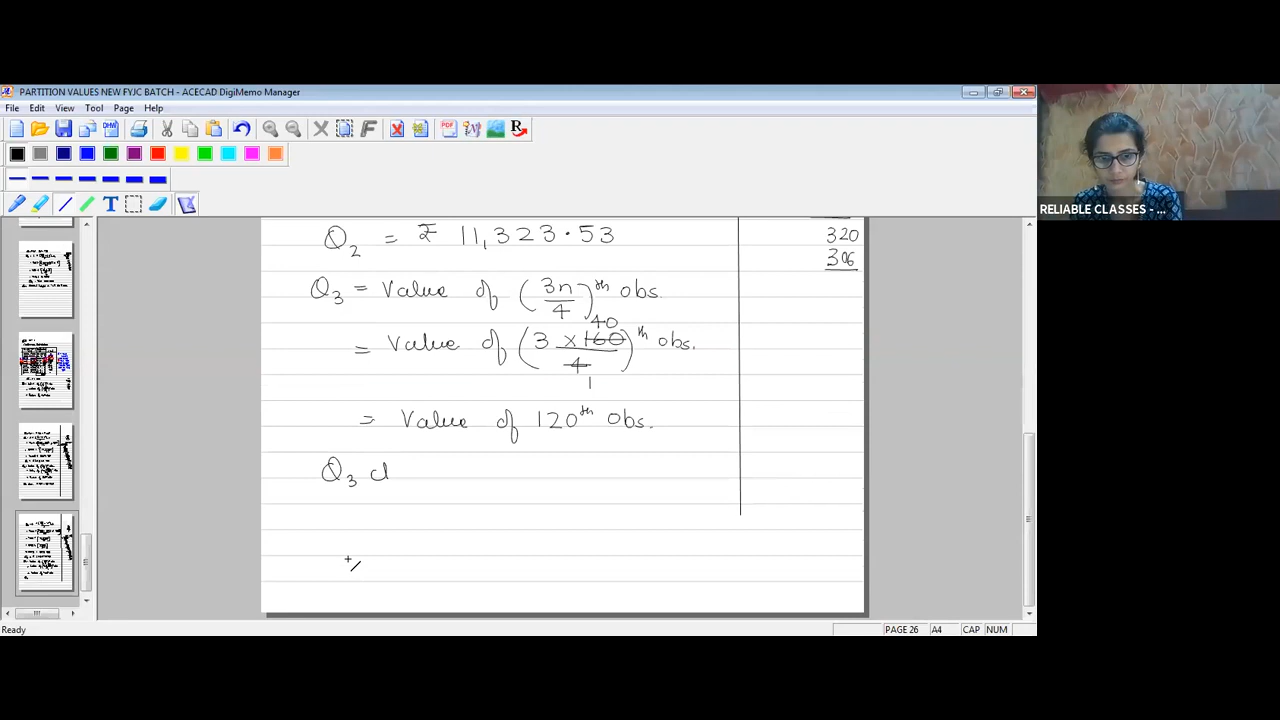 PARTITION VALUES NEW FYJC BATCH - ACECAD DigiMemo Manager
File Edit View Tool Page Help
Q2 = ₹ 11,323.53
320
306
Q3 = Value of (3n/4)th obs.
40
= Value of (3 × 160/4)th obs.
1
= Value of 120th Obs.
Q3 cl
RELIABLE CLASSES - ...
Ready
PAGE 26 A4 CAP NUM